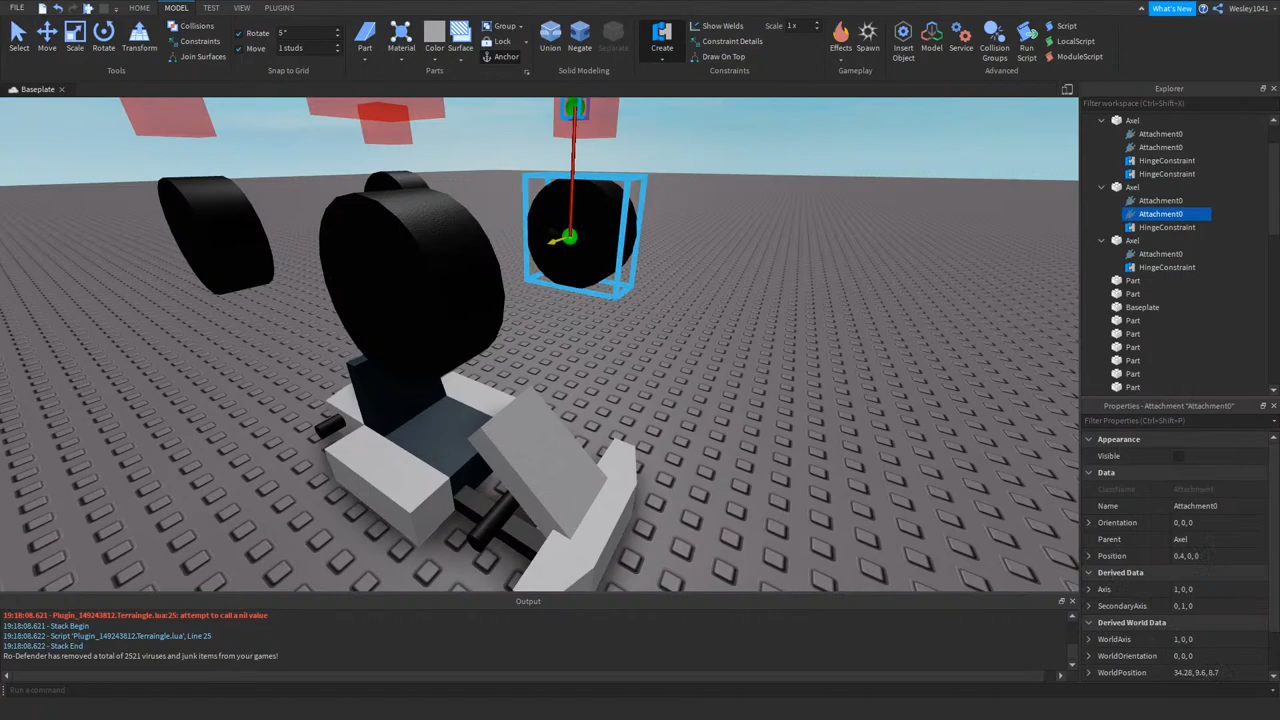 FILE HOME MODEL TEST VIEW PLUGINS What's New Wesley1041
Select Move Scale Rotate Transform
Collisions
Constraints
Join Surfaces
Tools
Rotate 5°
Move 1 studs
Snap to Grid
Part Material Color Surface
Group
Lock
Anchor
Parts
Union Negate Separate
Solid Modeling
Create
Show Welds
Constraint Details
Draw On Top
Scale 1x
Constraints
Effects Spawn
Gameplay
Insert Object Model Service Collision Groups Run Script
Script
LocalScript
ModuleScript
Advanced
Baseplate
Explorer
Filter workspace (Ctrl+Shift+X)
Axel
Attachment0
Attachment0
HingeConstraint
HingeConstraint
Axel
Attachment0
Attachment0
HingeConstraint
Axel
Attachment0
HingeConstraint
Part
Part
Baseplate
Part
Part
Part
Part
Part
Part
Properties - Attachment "Attachment0"
Filter Properties (Ctrl+Shift+P)
Appearance
Visible
Data
ClassName Attachment
Name Attachment0
Orientation 0,0,0
Parent Axel
Position 0.4,0,0
Derived Data
Axis 1,0,0
SecondaryAxis 0,1,0
Derived World Data
WorldAxis 1,0,0
WorldOrientation 0,0,0
WorldPosition 34.28, 9.6, 8.7
Output
19:18:08.621 - Plugin_149243812.Terraingle.lua:25: attempt to call a nil value
19:18:08.621 - Stack Begin
19:18:08.622 - Script 'Plugin_149243812.Terraingle.lua', Line 25
19:18:08.622 - Stack End
Ro-Defender has removed a total of 2521 viruses and junk items from your games!
Run a command